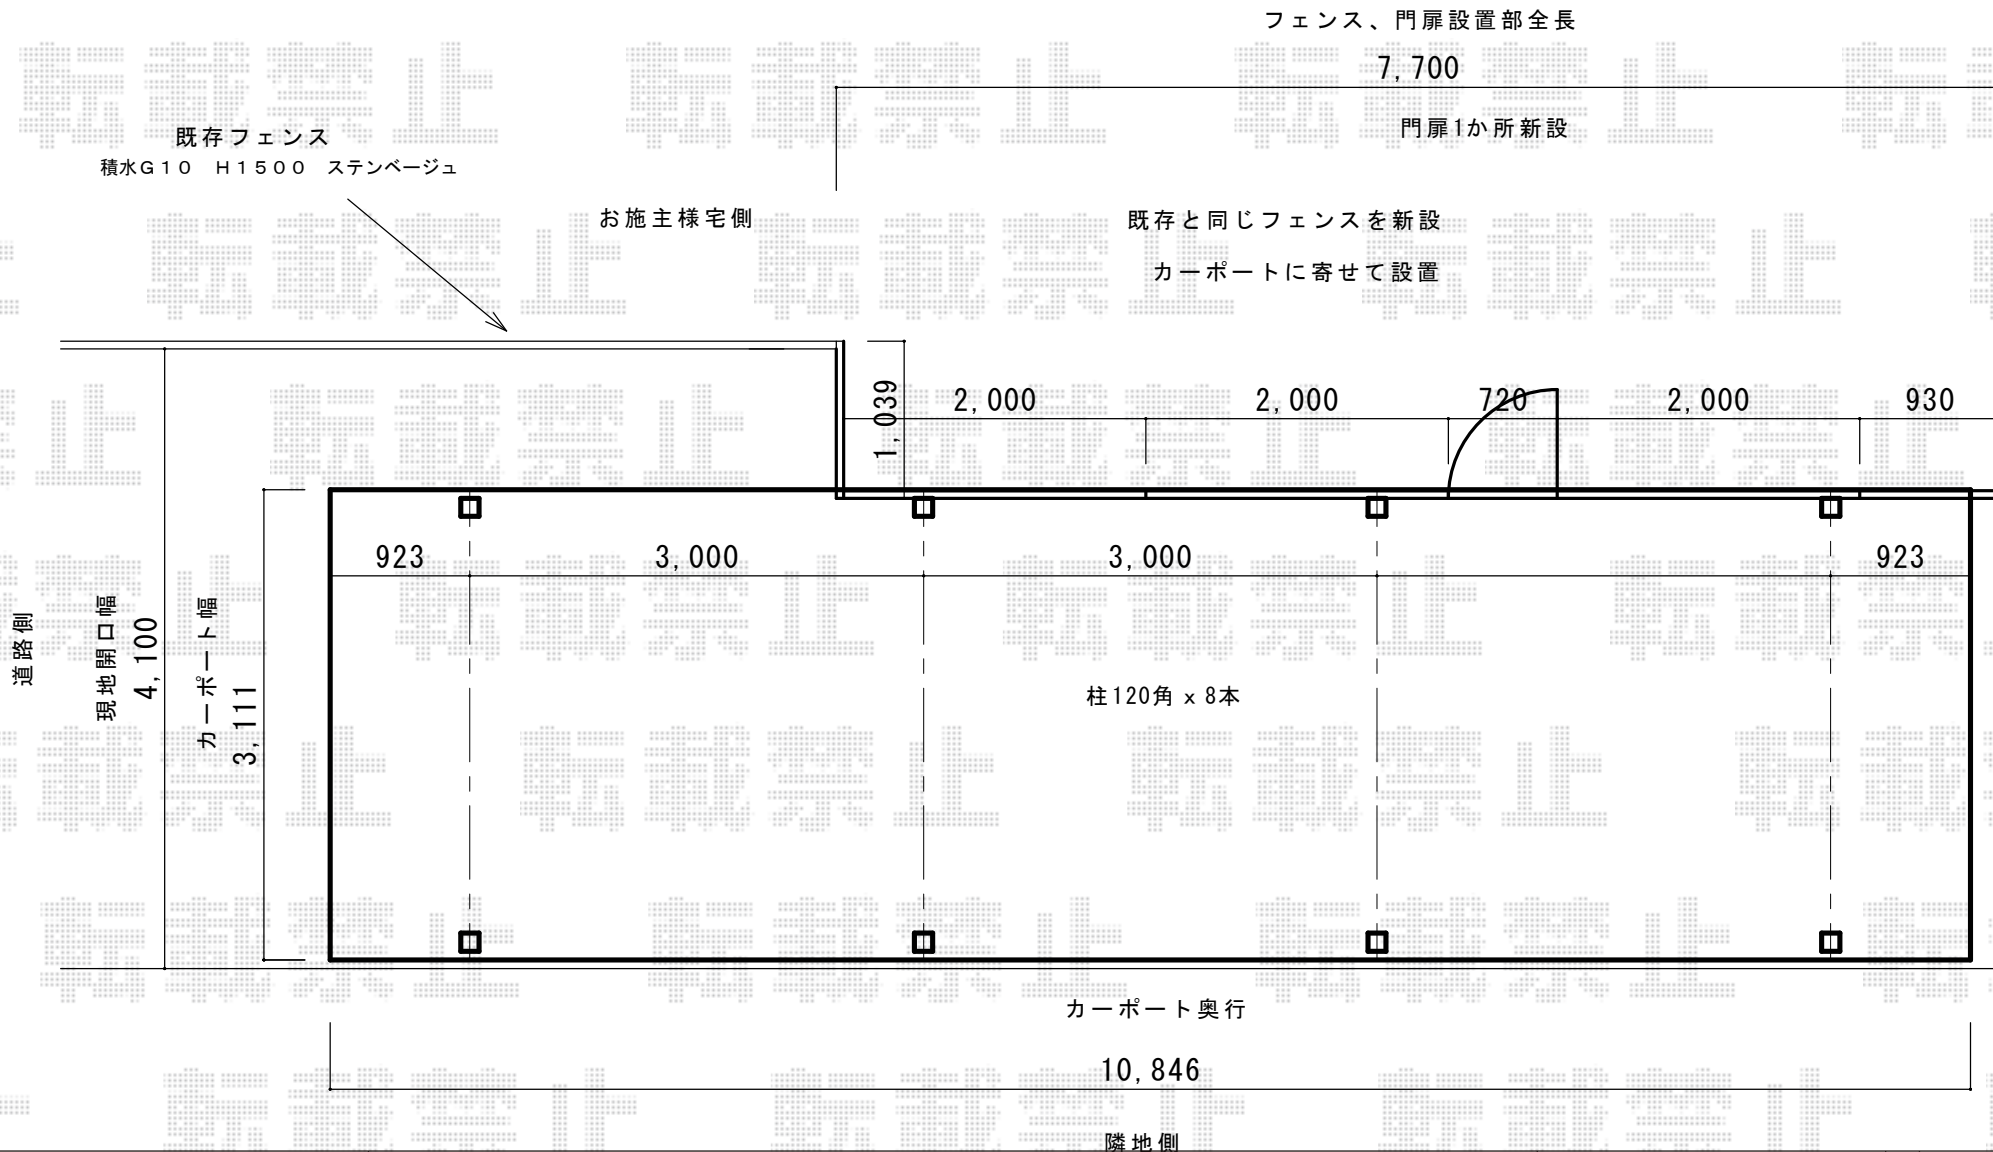 フェンス、門扉設置部全長
7,700
門扉1か所新設
既存フェンス
積水G10 H1500 ステンベージュ
お施主様宅側
既存と同じフェンスを新設
カーポートに寄せて設置
1,039
2,000
2,000
720
2,000
930
923
3,000
3,000
923
道路側
現地開口幅
4,100
カーポート幅
3,111
柱120角 x 8本
カーポート奥行
10,846
隣地側
転載禁止